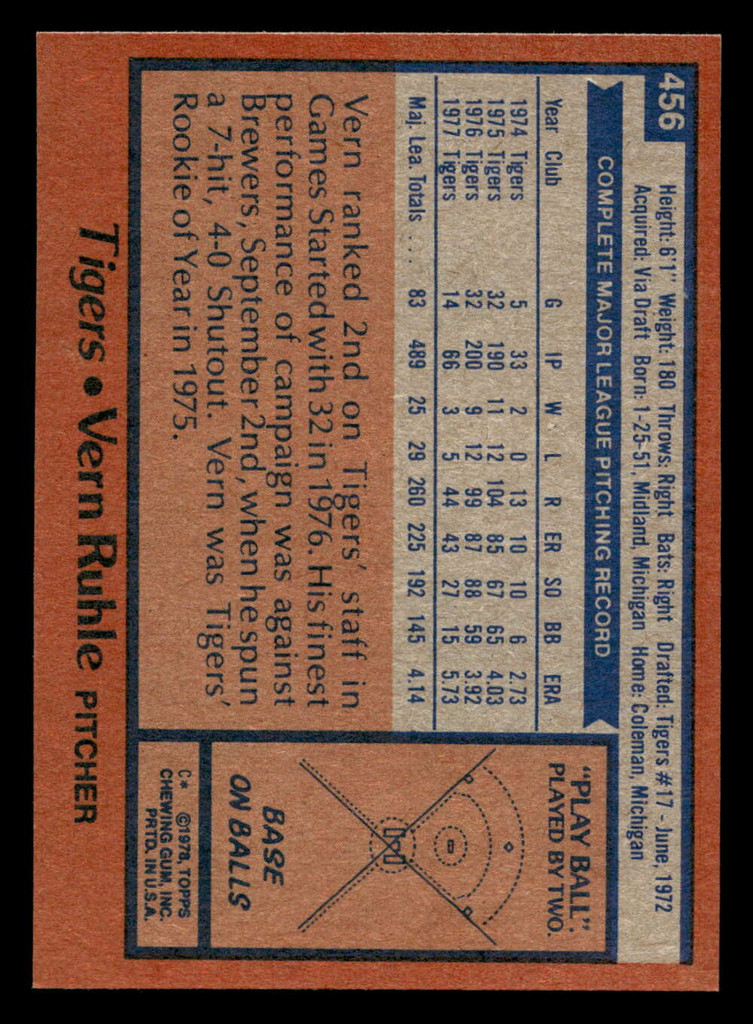 456
Height: 6'1" Weight: 180 Throws: Right Bats: Right Drafted: Tigers #17 - June, 1972
Acquired: Via Draft Born: 1-25-51, Midland, Michigan Home: Coleman, Michigan
COMPLETE MAJOR LEAGUE PITCHING RECORD
Year Club G IP W L R ER SO BB ERA
1974 Tigers 5 33 2 0 13 10 10 6 2.73
1975 Tigers 32 190 11 12 104 85 67 65 4.03
1976 Tigers 32 200 9 12 99 87 88 59 3.92
1977 Tigers 14 66 3 5 44 43 27 15 5.73
Maj. Lea. Totals . . . 83 489 25 29 260 225 192 145 4.14
Vern ranked 2nd on Tigers' staff in
Games Started with 32 in 1976. His finest
performance of campaign was against
Brewers, September 2nd, when he spun
a 7-hit, 4-0 Shutout. Vern was Tigers'
Rookie of Year in 1975.
"PLAY BALL".
PLAYED BY TWO.
BASE
ON BALLS
C* ©1978, TOPPS
CHEWING GUM, INC.
PRTD. IN U.S.A.
Tigers • Vern Ruhle PITCHER